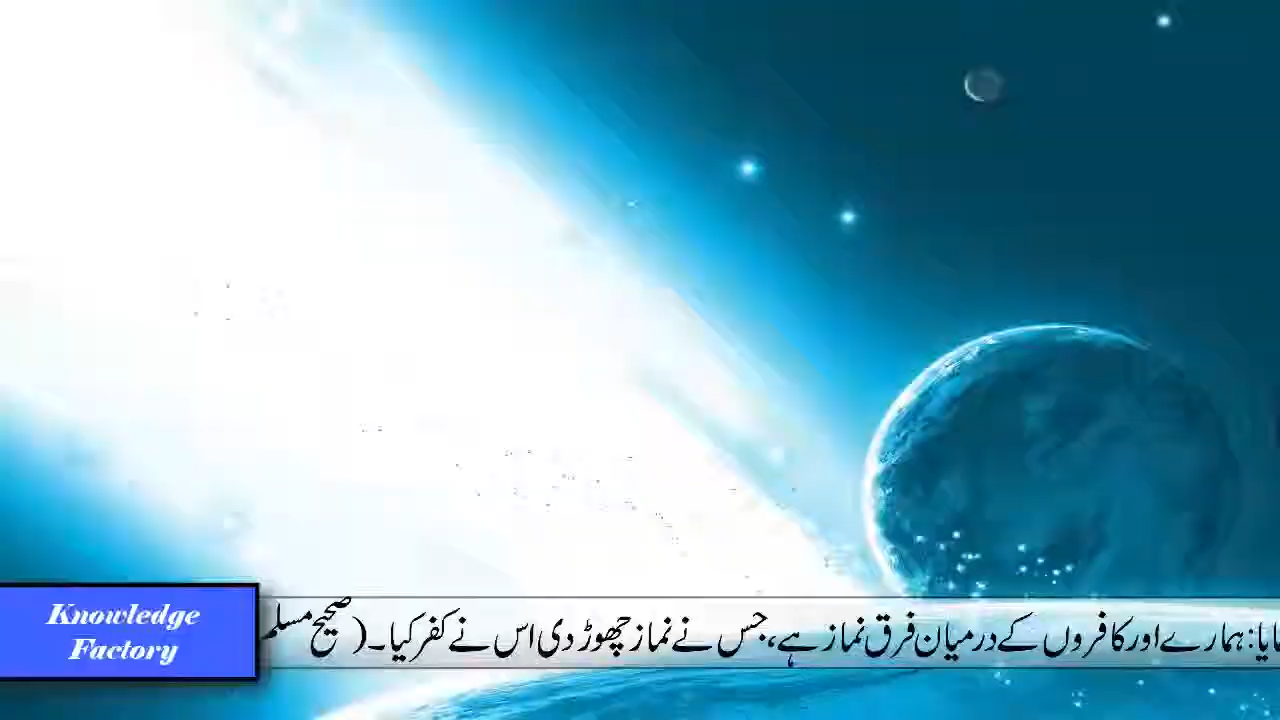 Knowledge
Factory
مایا: ہمارے اور کافروں کے درمیان فرق نماز ہے، جس نے نماز چھوڑ دی اس نے کفر کیا۔ (صحیح مسلم